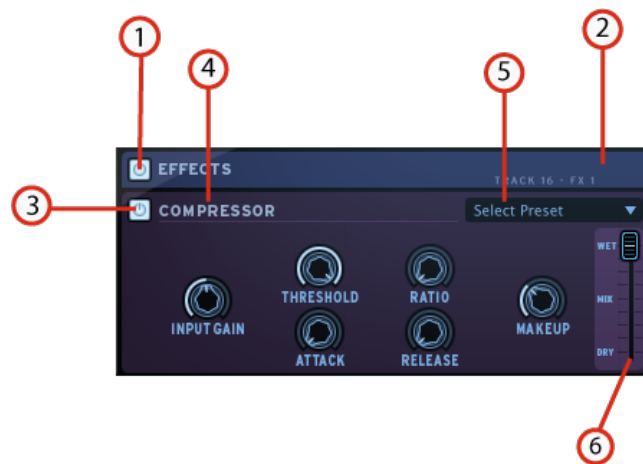 1
2
4
5
EFFECTS
TRACK 16 - FX 1
3
COMPRESSOR
Select Preset
WET
THRESHOLD
RATIO
MIX
INPUT GAIN
MAKEUP
DRY
ATTACK
RELEASE
6